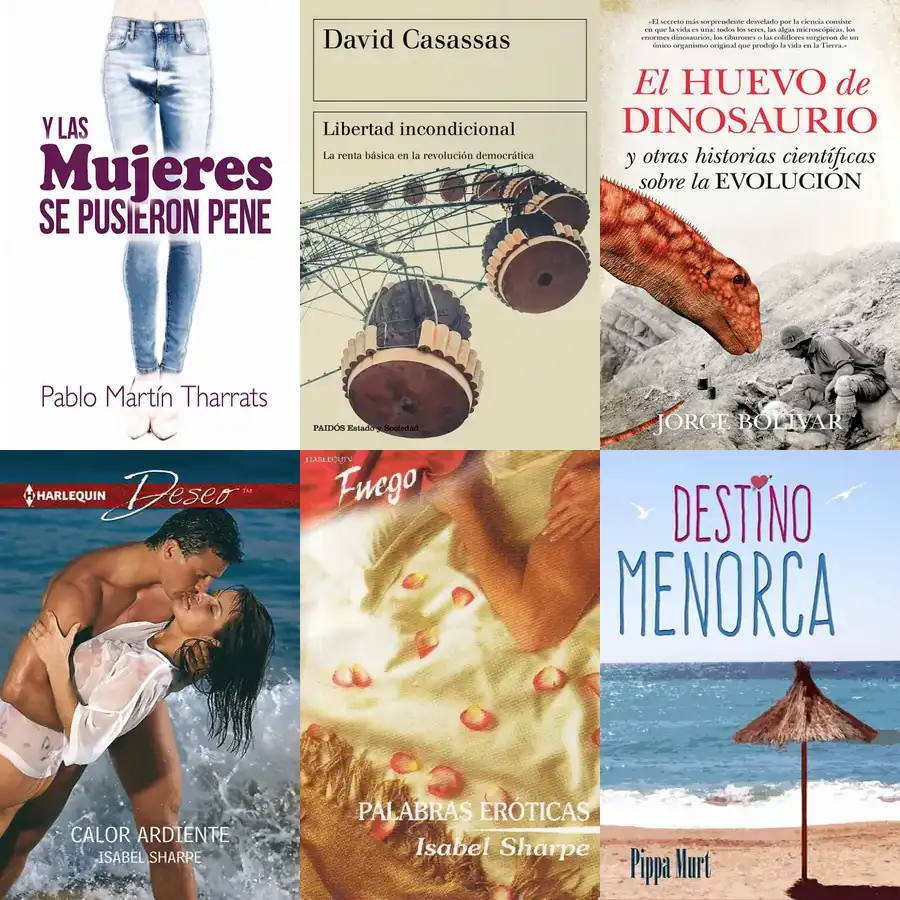 Y LAS
Mujeres
SE PUSIERON PENE
Pablo Martín Tharrats
David Casassas
Libertad incondicional
La renta básica en la revolución democrática
PAIDÓS Estado y Sociedad
«El secreto más sorprendente desvelado por la ciencia consiste
en que la vida es una: todos los seres, las algas microscópicas, los
enormes dinosaurios, los tiburones o las coliflores surgieron de un
único organismo original que produjo la vida en la Tierra.»
El HUEVO de
DINOSAURIO
y otras historias científicas
sobre la EVOLUCIÓN
JORGE BOLÍVAR
HARLEQUIN Deseo™
CALOR ARDIENTE
ISABEL SHARPE
HARLEQUIN
Fuego
PALABRAS ERÓTICAS
Isabel Sharpe
DESTINO
MENORCA
Pippa Murt